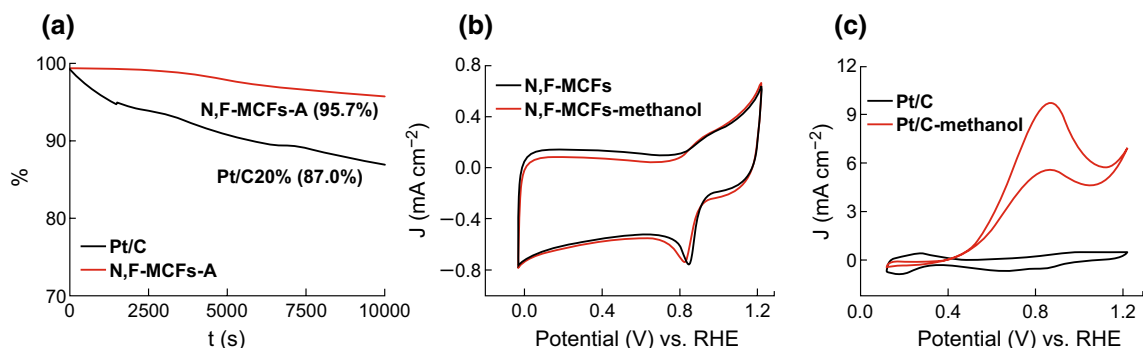 (a)
100
90
80
70
%
N,F-MCFs-A (95.7%)
Pt/C20% (87.0%)
Pt/C
N,F-MCFs-A
0
2500
5000
7500
10000
t (s)
(b)
0.8
0.4
0.0
−0.4
−0.8
J (mA cm−2)
N,F-MCFs
N,F-MCFs-methanol
0.0
0.4
0.8
1.2
Potential (V) vs. RHE
(c)
12
9
6
3
0
J (mA cm−2)
Pt/C
Pt/C-methanol
0.0
0.4
0.8
1.2
Potential (V) vs. RHE